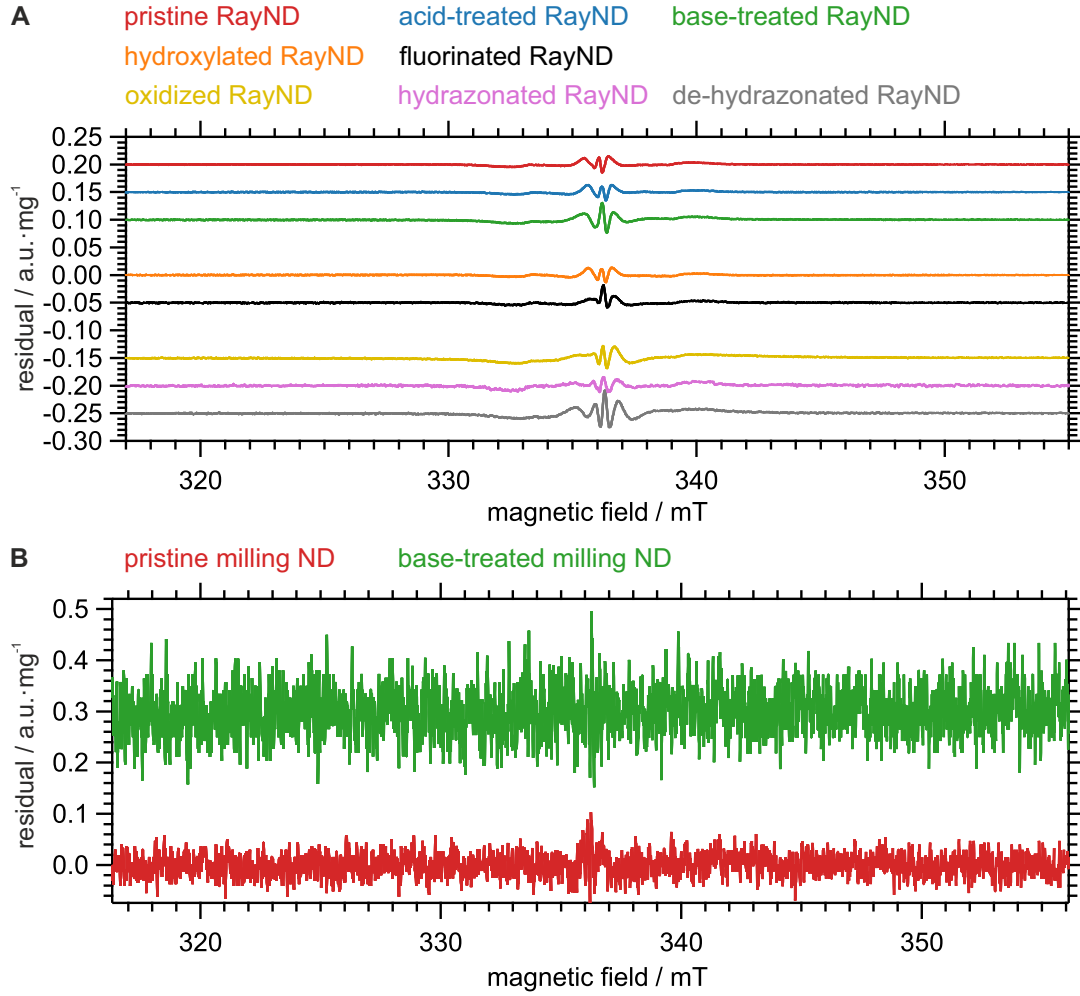 A
pristine RayND acid-treated RayND base-treated RayND
hydroxylated RayND fluorinated RayND
oxidized RayND hydrazonated RayND de-hydrazonated RayND
residual / a.u.·mg⁻¹
0.25
0.20
0.15
0.10
0.05
0.00
-0.05
-0.10
-0.15
-0.20
-0.25
-0.30
320 330 340 350
magnetic field / mT
B
pristine milling ND base-treated milling ND
residual / a.u.·mg⁻¹
0.5
0.4
0.3
0.2
0.1
0.0
320 330 340 350
magnetic field / mT